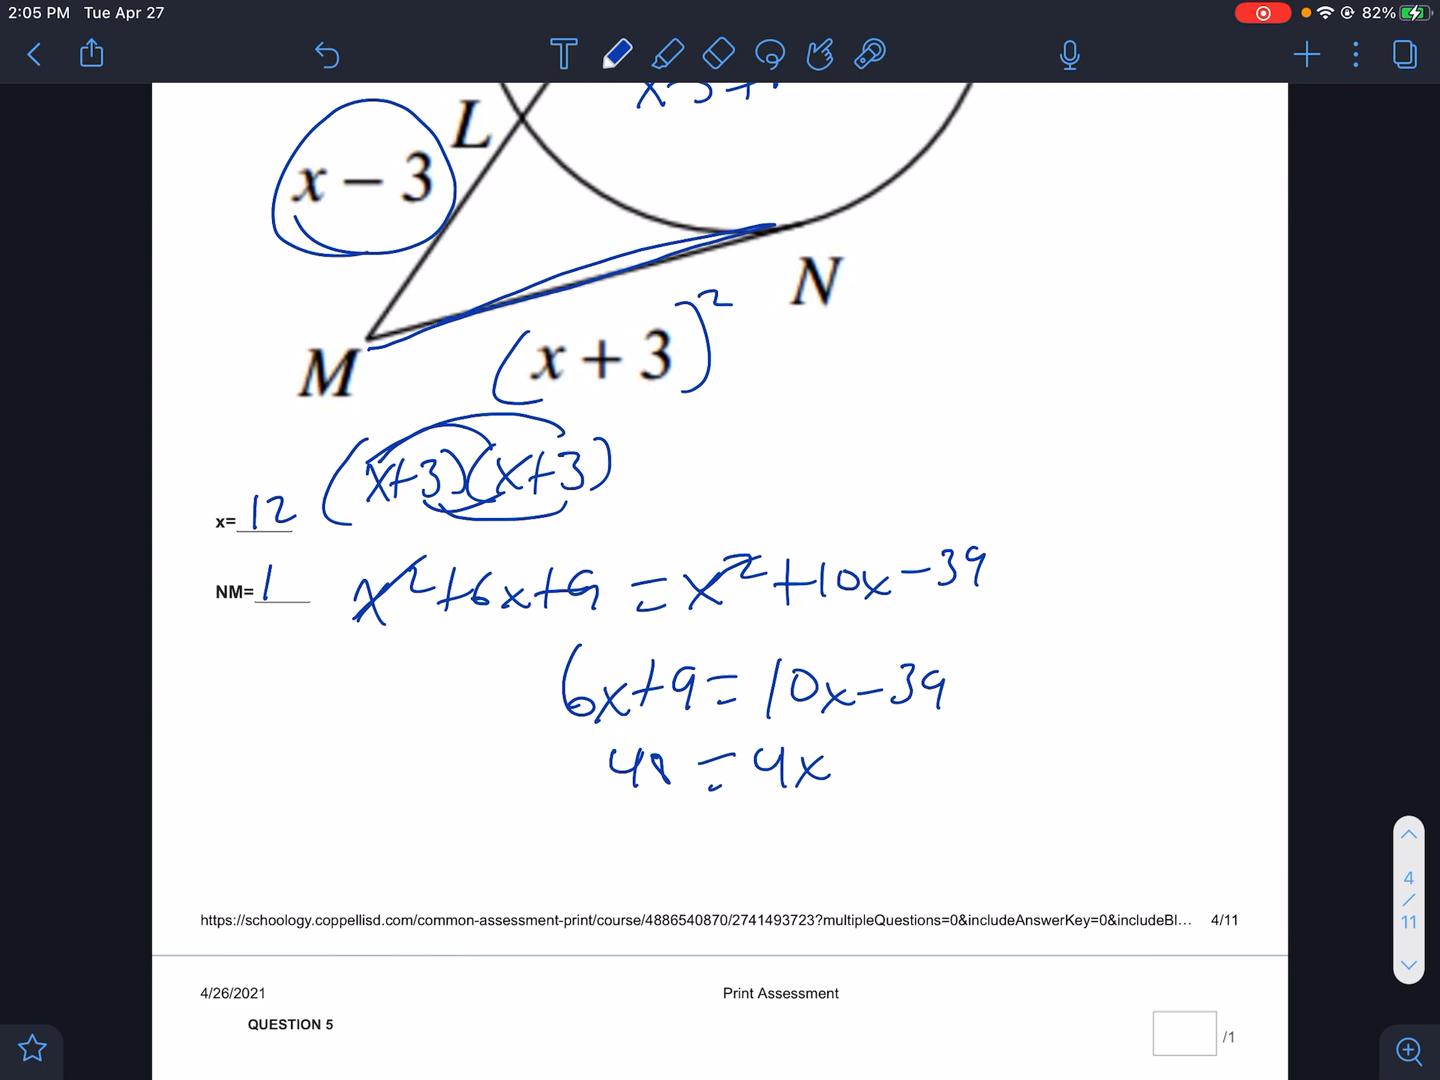 2:05 PM Tue Apr 27
82%
T
L
x − 3
N
M
(x + 3)²
(x+3)(x+3)
x= 12
NM= 1
x²+6x+9 = x²+10x-39
6x+9 = 10x-39
48 = 4x
https://schoology.coppellisd.com/common-assessment-print/course/4886540870/2741493723?multipleQuestions=0&includeAnswerKey=0&includeBl… 4/11
4/26/2021 Print Assessment
QUESTION 5
/1
4
/
11